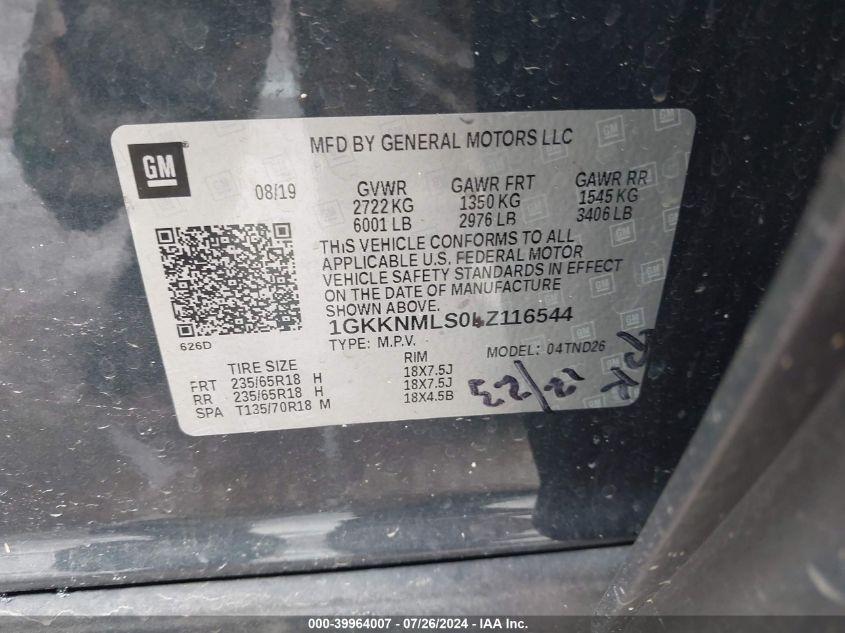 MFD BY GENERAL MOTORS LLC
GM
08/19 GVWR GAWR FRT GAWR RR
2722 KG 1350 KG 1545 KG
6001 LB 2976 LB 3406 LB
THIS VEHICLE CONFORMS TO ALL
APPLICABLE U.S. FEDERAL MOTOR
VEHICLE SAFETY STANDARDS IN EFFECT
ON THE DATE OF MANUFACTURE
SHOWN ABOVE.
626D
1GKKNMLS0LZ116544
TYPE: M.P.V. MODEL: 04TND26
TIRE SIZE RIM
FRT 235/65R18 H 18X7.5J
RR 235/65R18 H 18X7.5J
SPA T135/70R18 M 18X4.5B
000-39964007 - 07/26/2024 - IAA Inc.